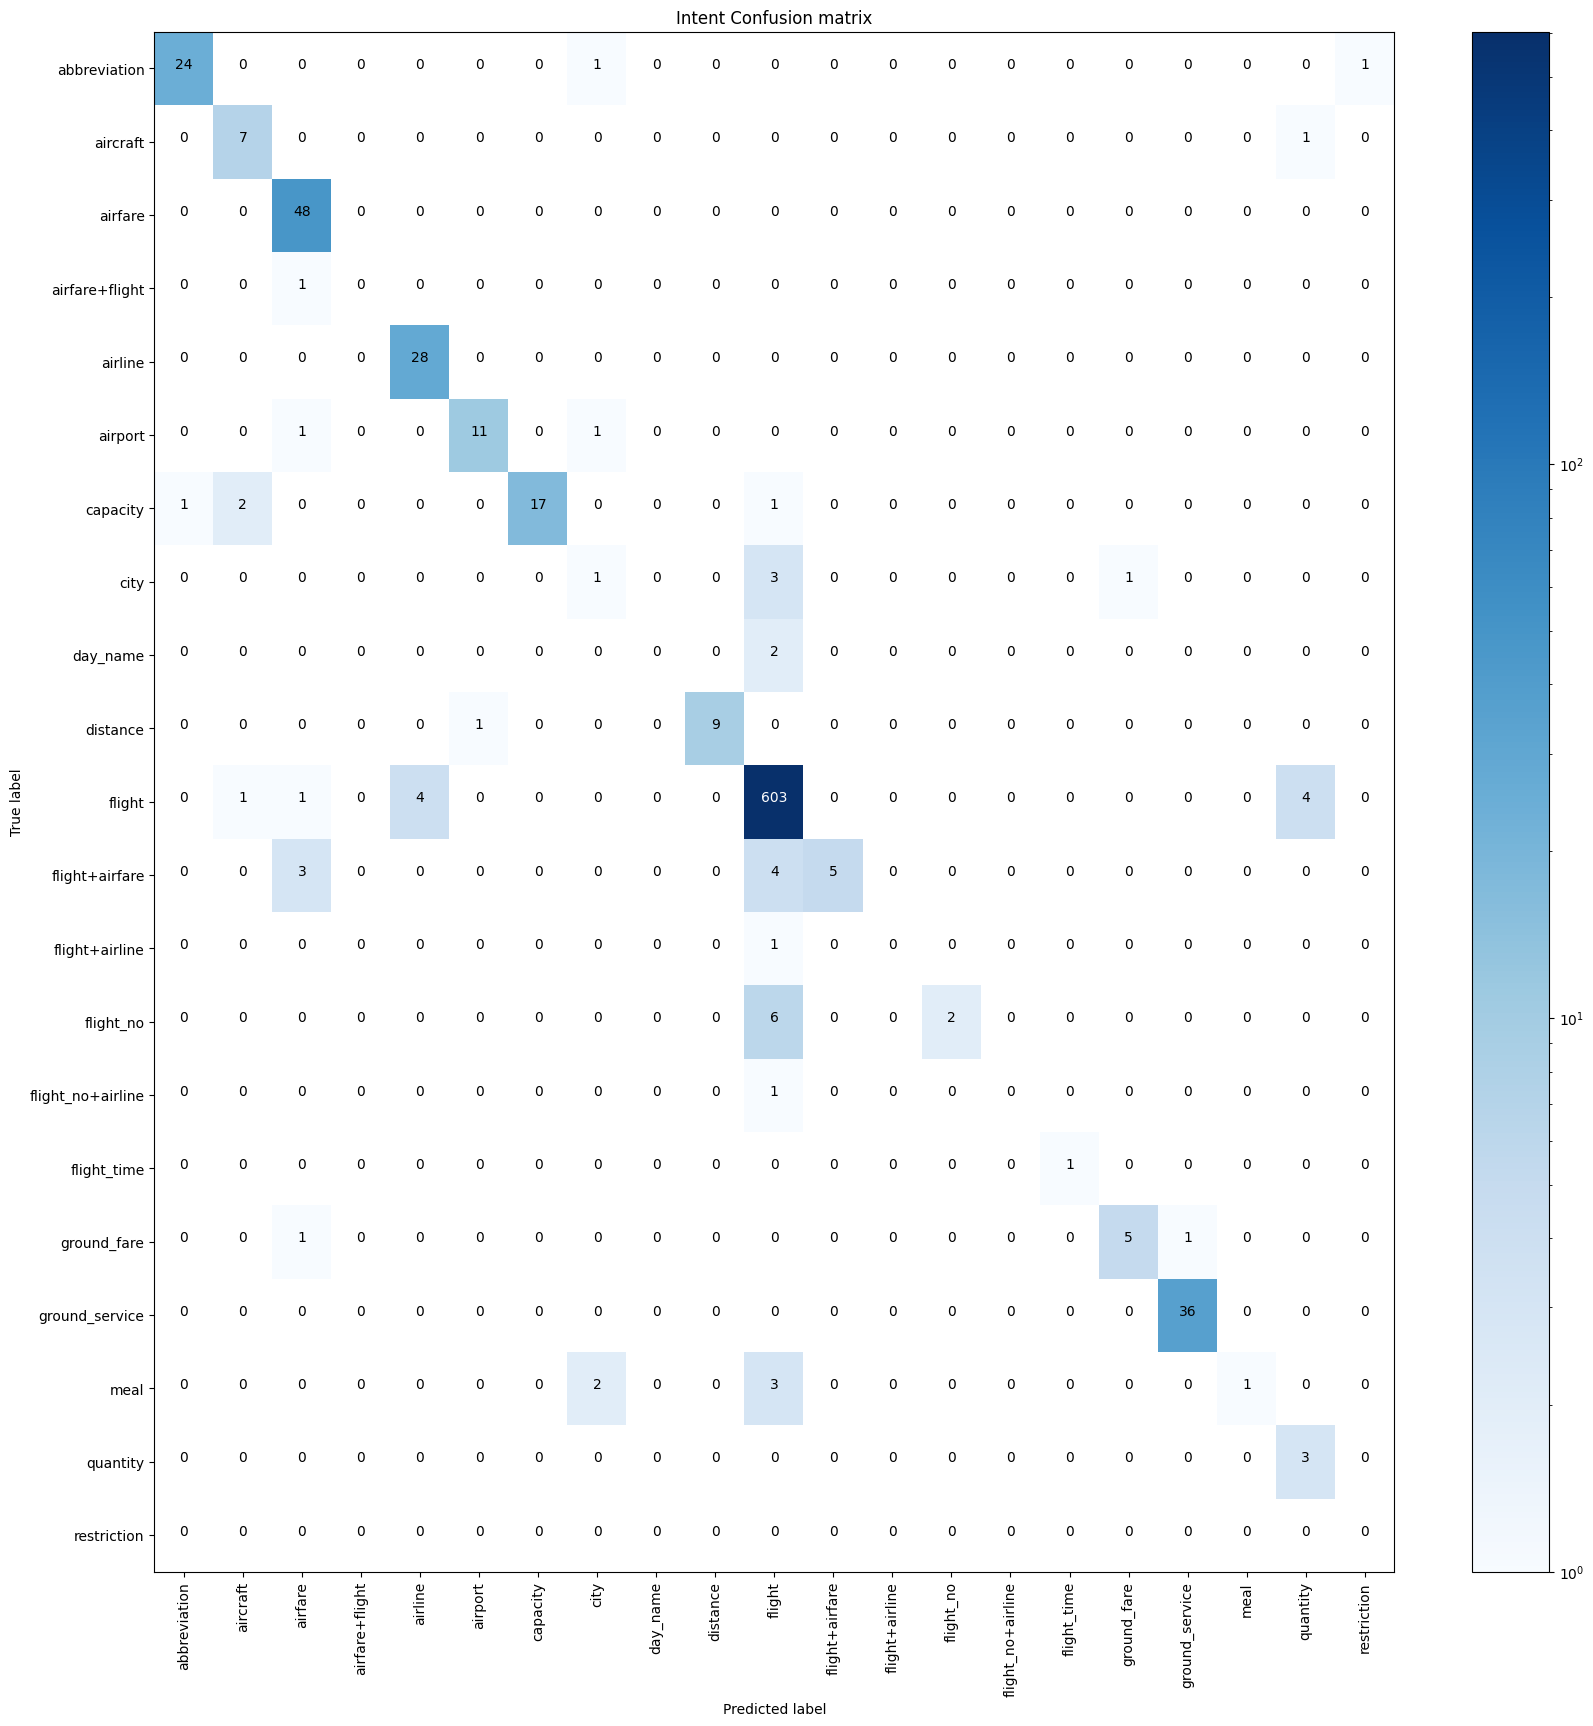 Intent Confusion matrix
abbreviation 24 0 0 0 0 0 0 1 0 0 0 0 0 0 0 0 0 0 0 0 1
aircraft 0 7 0 0 0 0 0 0 0 0 0 0 0 0 0 0 0 0 0 1 0
airfare 0 0 48 0 0 0 0 0 0 0 0 0 0 0 0 0 0 0 0 0 0
airfare+flight 0 0 1 0 0 0 0 0 0 0 0 0 0 0 0 0 0 0 0 0 0
airline 0 0 0 0 28 0 0 0 0 0 0 0 0 0 0 0 0 0 0 0 0
airport 0 0 1 0 0 11 0 1 0 0 0 0 0 0 0 0 0 0 0 0 0
capacity 1 2 0 0 0 0 17 0 0 0 1 0 0 0 0 0 0 0 0 0 0
city 0 0 0 0 0 0 0 1 0 0 3 0 0 0 0 0 1 0 0 0 0
day_name 0 0 0 0 0 0 0 0 0 0 2 0 0 0 0 0 0 0 0 0 0
distance 0 0 0 0 0 1 0 0 0 9 0 0 0 0 0 0 0 0 0 0 0
flight 0 1 1 0 4 0 0 0 0 0 603 0 0 0 0 0 0 0 0 4 0
flight+airfare 0 0 3 0 0 0 0 0 0 0 4 5 0 0 0 0 0 0 0 0 0
flight+airline 0 0 0 0 0 0 0 0 0 0 1 0 0 0 0 0 0 0 0 0 0
flight_no 0 0 0 0 0 0 0 0 0 0 6 0 0 2 0 0 0 0 0 0 0
flight_no+airline 0 0 0 0 0 0 0 0 0 0 1 0 0 0 0 0 0 0 0 0 0
flight_time 0 0 0 0 0 0 0 0 0 0 0 0 0 0 0 1 0 0 0 0 0
ground_fare 0 0 1 0 0 0 0 0 0 0 0 0 0 0 0 0 5 1 0 0 0
ground_service 0 0 0 0 0 0 0 0 0 0 0 0 0 0 0 0 0 36 0 0 0
meal 0 0 0 0 0 0 0 2 0 0 3 0 0 0 0 0 0 0 1 0 0
quantity 0 0 0 0 0 0 0 0 0 0 0 0 0 0 0 0 0 0 0 3 0
restriction 0 0 0 0 0 0 0 0 0 0 0 0 0 0 0 0 0 0 0 0 0
True label
abbreviation
aircraft
airfare
airfare+flight
airline
airport
capacity
city
day_name
distance
flight
flight+airfare
flight+airline
flight_no
flight_no+airline
flight_time
ground_fare
ground_service
meal
quantity
restriction
Predicted label
10²
10¹
10⁰